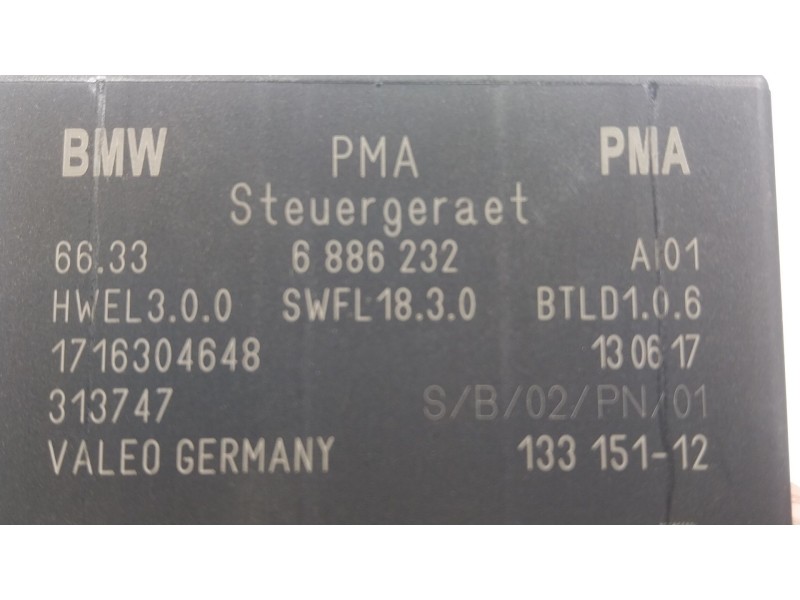 BMW PMA PMA
Steuergeraet
66.33 6 886 232 AI01
HWEL3.0.0 SWFL18.3.0 BTLD1.0.6
1716304648 13 06 17
313747 S/B/02/PN/01
VALEO GERMANY 133 151-12